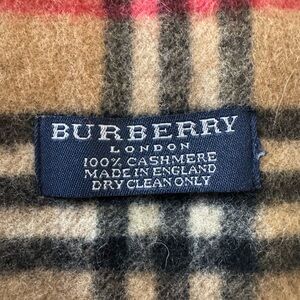 BURBERRY
LONDON
100% CASHMERE
MADE IN ENGLAND
DRY CLEAN ONLY